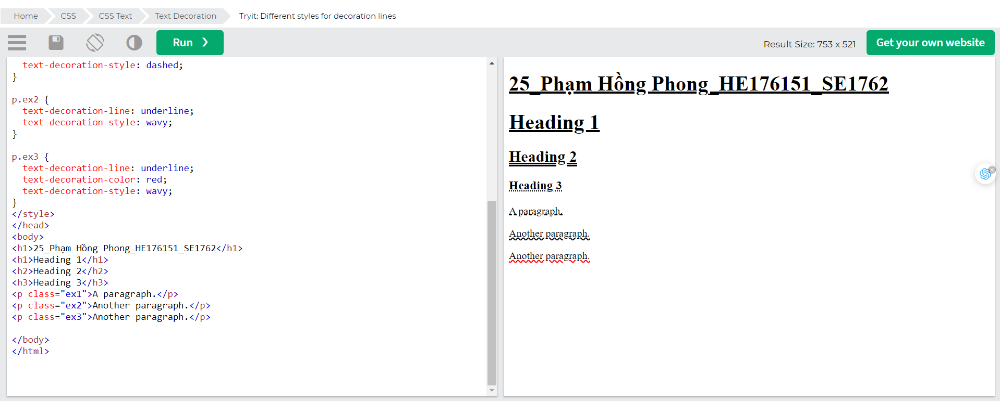 Home CSS CSS Text Text Decoration Tryit: Different styles for decoration lines
Run ❯ Result Size: 753 x 521 Get your own website
  text-decoration-style: dashed;
}
p.ex2 {
  text-decoration-line: underline;
  text-decoration-style: wavy;
}
p.ex3 {
  text-decoration-line: underline;
  text-decoration-color: red;
  text-decoration-style: wavy;
}
</style>
</head>
<body>
<h1>25_Phạm Hồng Phong_HE176151_SE1762</h1>
<h1>Heading 1</h1>
<h2>Heading 2</h2>
<h3>Heading 3</h3>
<p class="ex1">A paragraph.</p>
<p class="ex2">Another paragraph.</p>
<p class="ex3">Another paragraph.</p>
</body>
</html>
25_Phạm Hồng Phong_HE176151_SE1762
Heading 1
Heading 2
Heading 3
A paragraph.
Another paragraph.
Another paragraph.